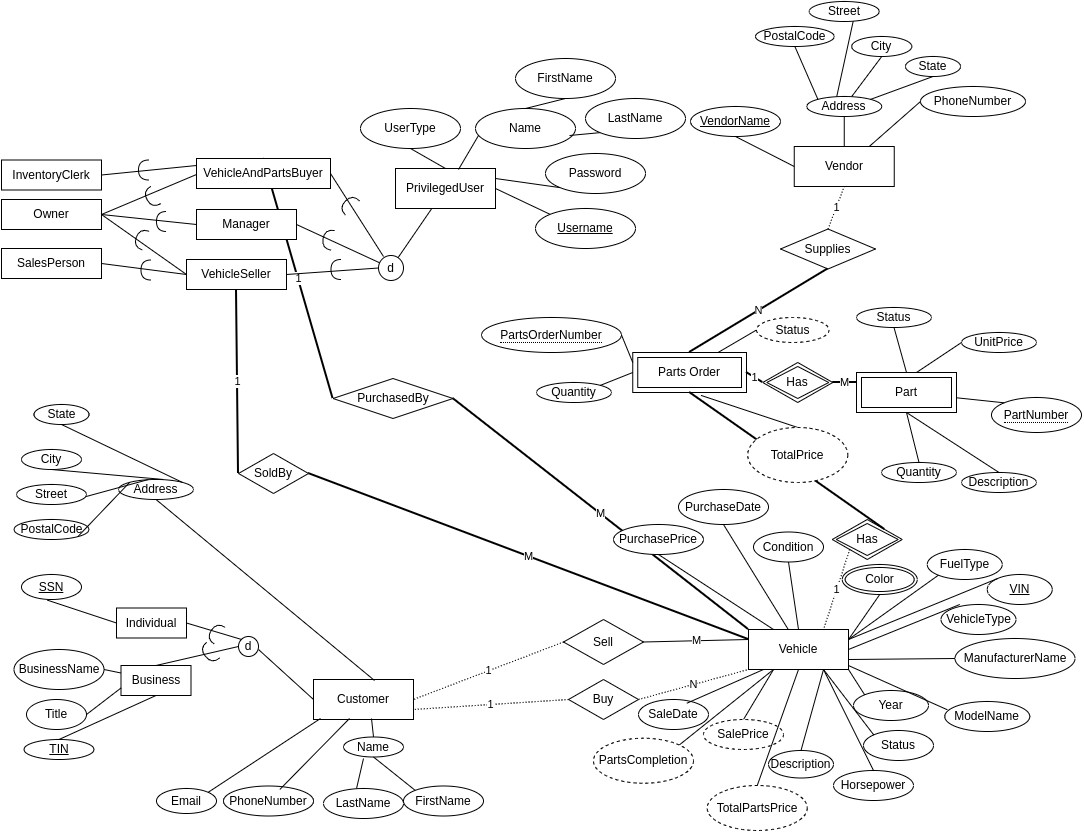 Street
PostalCode
City
State
FirstName
Address
PhoneNumber
UserType
Name
LastName
VendorName
InventoryClerk
VehicleAndPartsBuyer
PrivilegedUser
Password
Vendor
Owner
Manager
Username
1
Supplies
SalesPerson
VehicleSeller
d
1
N
Status
PartsOrderNumber
Status
UnitPrice
Parts Order
1
Has
M
Part
1
PurchasedBy
Quantity
PartNumber
State
City
SoldBy
TotalPrice
Quantity
Description
Street
Address
PostalCode
M
PurchaseDate
PurchasePrice
Condition
Has
M
FuelType
SSN
Color
VIN
1
Individual
VehicleType
d
Sell
M
Vehicle
ManufacturerName
BusinessName
Business
1
Customer
Buy
N
1
Title
SaleDate
Year
ModelName
TIN
Name
SalePrice
Status
PartsCompletion
Description
Horsepower
Email
PhoneNumber
LastName
FirstName
TotalPartsPrice